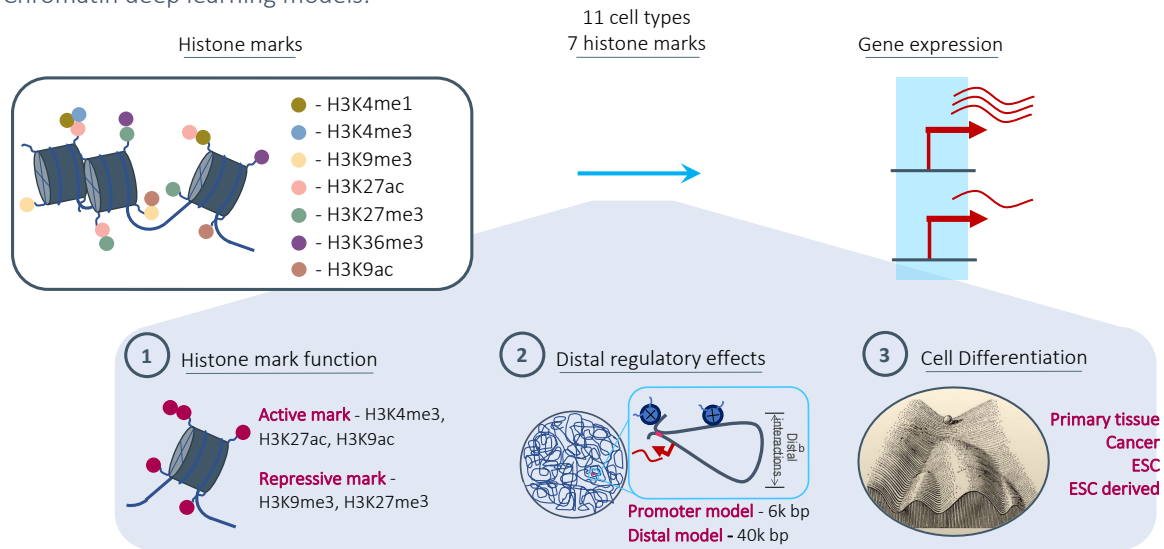 Chromatin deep learning models.
11 cell types
7 histone marks
Histone marks
Gene expression
- H3K4me1
- H3K4me3
- H3K9me3
- H3K27ac
- H3K27me3
- H3K36me3
- H3K9ac
1
Histone mark function
Active mark - H3K4me3,
H3K27ac, H3K9ac
Repressive mark -
H3K9me3, H3K27me3
2
Distal regulatory effects
Distal
interactions
b
Promoter model - 6k bp
Distal model - 40k bp
3
Cell Differentiation
Primary tissue
Cancer
ESC
ESC derived